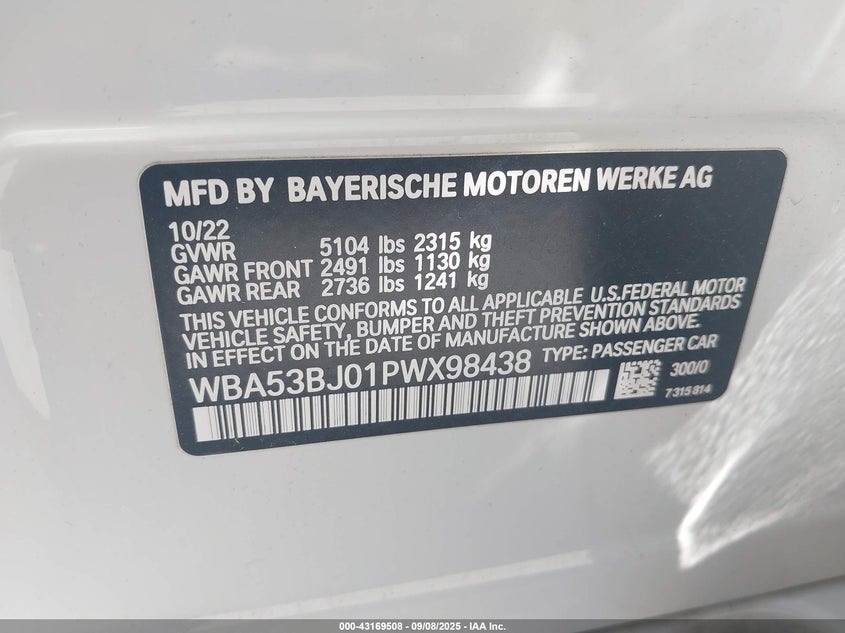 MFD BY BAYERISCHE MOTOREN WERKE AG
10/22
GVWR 5104 lbs 2315 kg
GAWR FRONT 2491 lbs 1130 kg
GAWR REAR 2736 lbs 1241 kg
THIS VEHICLE CONFORMS TO ALL APPLICABLE U.S.FEDERAL MOTOR
VEHICLE SAFETY, BUMPER AND THEFT PREVENTION STANDARDS
IN EFFECT ON THE DATE OF MANUFACTURE SHOWN ABOVE.
WBA53BJ01PWX98438 TYPE: PASSENGER CAR
300/0
7315814
000-43169508 - 09/08/2025 - IAA Inc.